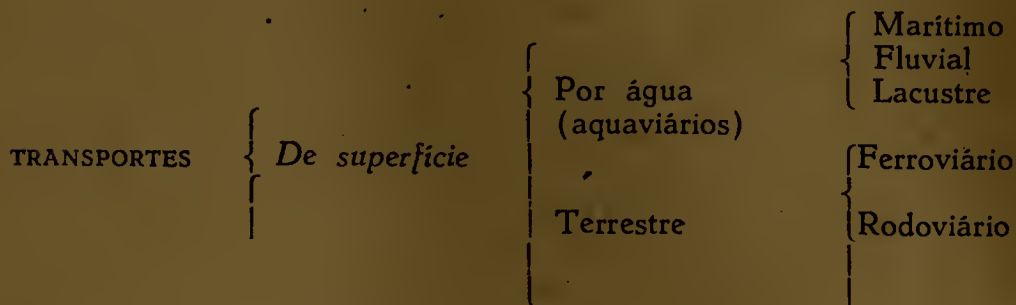 Marítimo
Fluvial
Lacustre
Por água
(aquaviários)
TRANSPORTES De superfície
Ferroviário
Terrestre Rodoviário